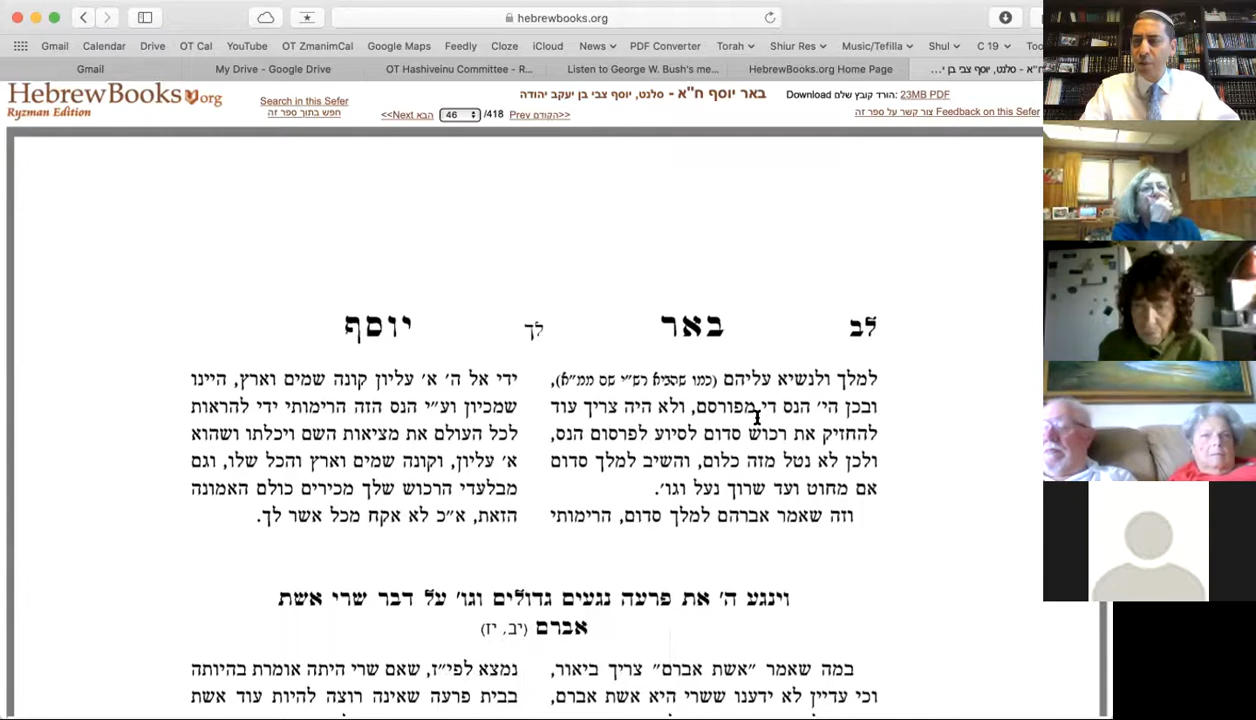 hebrewbooks.org
Gmail Calendar Drive OT Cal YouTube OT ZmanimCal Google Maps Feedly Cloze iCloud News PDF Converter Torah Shiur Res Music/Tefilla Shul C 19
Gmail My Drive - Google Drive OT Hashiveinu Committee - R... Listen to George W. Bush's me... HebrewBooks.org Home Page ...ח"א - סלנט, יוסף צבי בן י
HebrewBooks.org
Ryzman Edition
Search in this Sefer
חפש בתוך ספר זה
באר יוסף ח"א - סלנט, יוסף צבי בן יעקב יהודה
<<Next הבא 46 /418 Prev הקודם>>
Download הורד קובץ שלם: 23MB PDF
צור קשר על ספר זה Feedback on this Sefer
לב באר לך יוסף
למלך ולנשיא עליהם (כמו שהביא רש״י שם ממ״א),
ובכן הי׳ הנס די מפורסם, ולא היה צריך עוד
להחזיק את רכוש סדום לסיוע לפרסום הנס,
ולכן לא נטל מזה כלום, והשיב למלך סדום
אם מחוט ועד שרוך נעל וגו׳.
וזה שאמר אברהם למלך סדום, הרימותי
ידי אל ה׳ א׳ עליון קונה שמים וארץ, היינו
שמכיון וע״י הנס הזה הרימותי ידי להראות
לכל העולם את מציאות השם ויכלתו ושהוא
א׳ עליון, וקונה שמים וארץ והכל שלו, וגם
מבלעדי הרכוש שלך מכירים כולם האמונה
הזאת, א״כ לא אקח מכל אשר לך.
וינגע ה׳ את פרעה נגעים גדולים וגו׳ על דבר שרי אשת
אברם (יב, יז)
במה שאמר ״אשת אברם״ צריך ביאור,
וכי עדיין לא ידענו ששרי היא אשת אברם,
נמצא לפי״ז, שאם שרי היתה אומרת בהיותה
בבית פרעה שאינה רוצה להיות עוד אשת